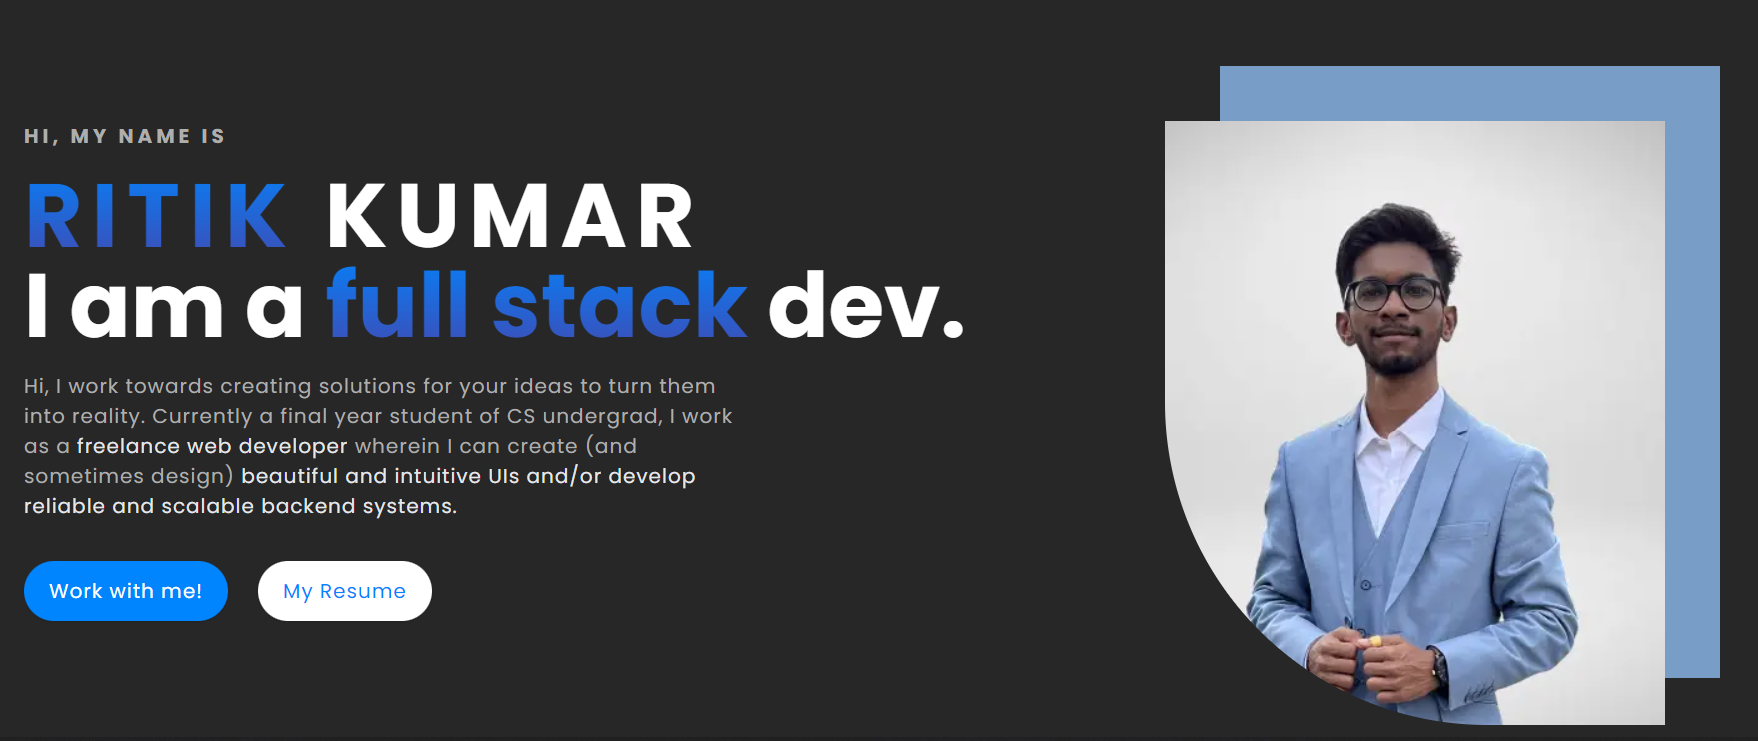 HI, MY NAME IS
RITIK KUMAR
I am a full stack dev.
Hi, I work towards creating solutions for your ideas to turn them
into reality. Currently a final year student of CS undergrad, I work
as a freelance web developer wherein I can create (and
sometimes design) beautiful and intuitive UIs and/or develop
reliable and scalable backend systems.
Work with me! My Resume